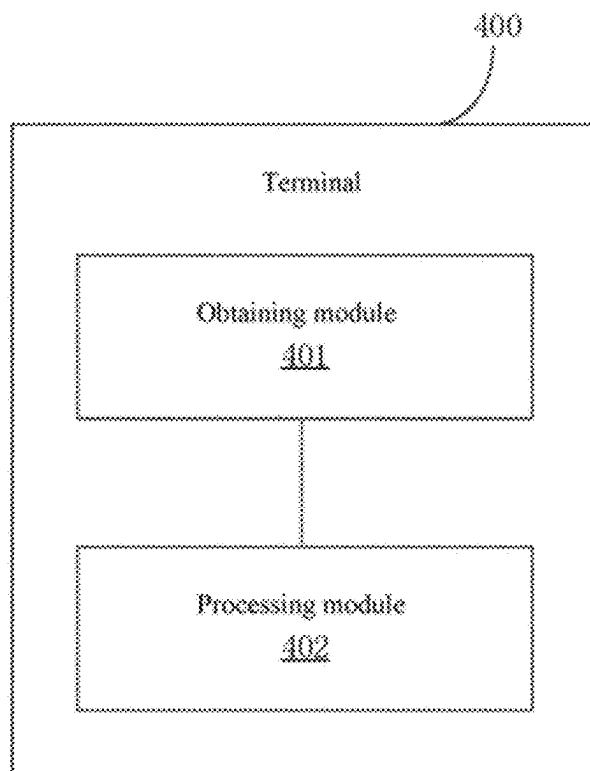 400
Terminal
Obtaining module
401
Processing module
402